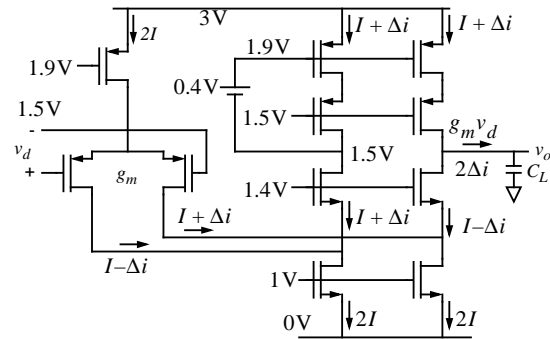 3V
2I
I + Δi
I + Δi
1.9V
1.9V
0.4V
1.5V
-
v_d
+
g_m
1.5V
1.5V
g_m v_d
2Δi
v_o
C_L
1.4V
I + Δi
I + Δi
I–Δi
I–Δi
1V
0V
2I
2I